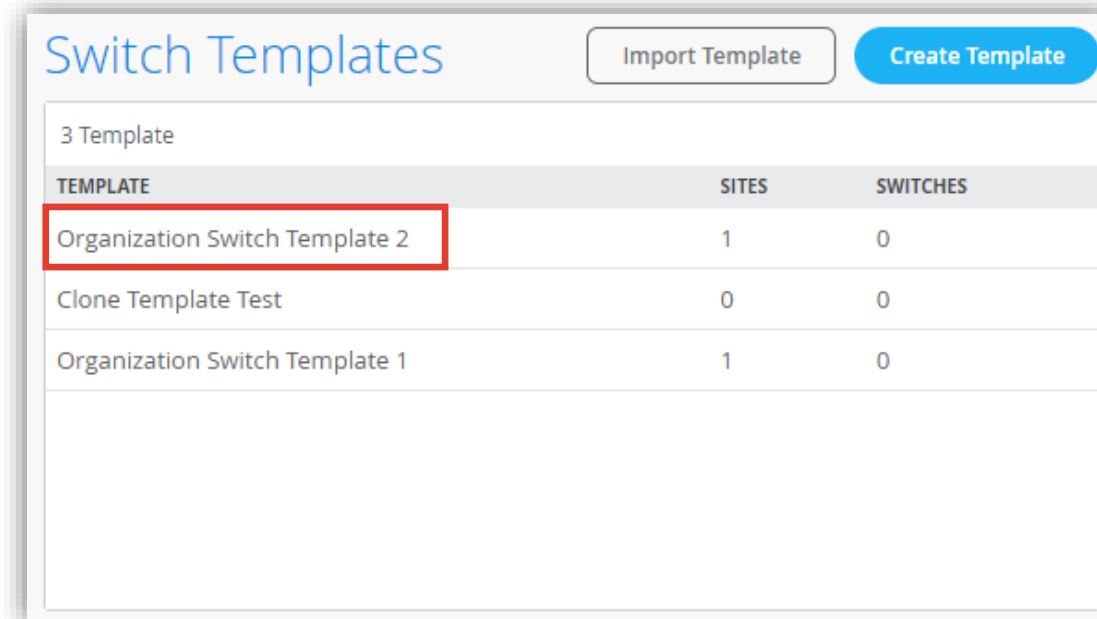 Switch Templates
Import Template
Create Template
3 Template
TEMPLATE SITES SWITCHES
Organization Switch Template 2 1 0
Clone Template Test 0 0
Organization Switch Template 1 1 0